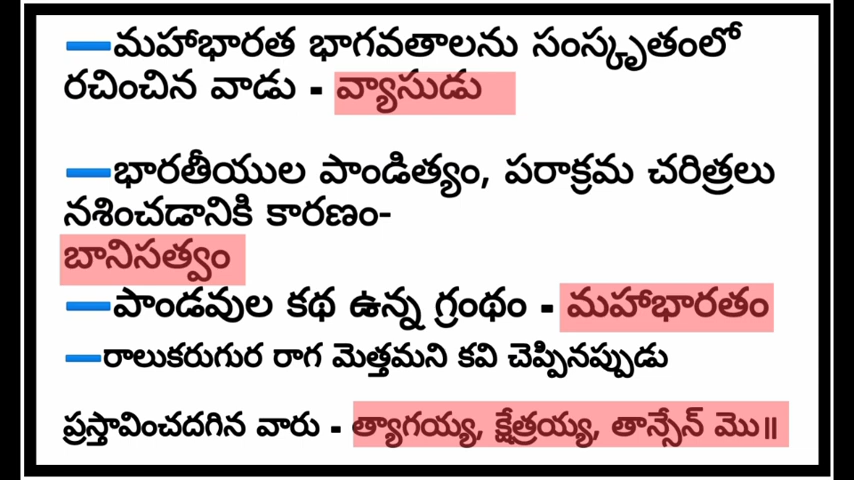 ➖మహాభారత భాగవతాలను సంస్కృతంలో
రచించిన వాడు - వ్యాసుడు
➖భారతీయుల పాండిత్యం, పరాక్రమ చరిత్రలు
నశించడానికి కారణం-
బానిసత్వం
➖పాండవుల కథ ఉన్న గ్రంథం - మహాభారతం
➖రాలుకరుగుర రాగ మెత్తమని కవి చెప్పినప్పుడు
ప్రస్తావించదగిన వారు - త్యాగయ్య, క్షేత్రయ్య, తాన్సేన్ మొ॥